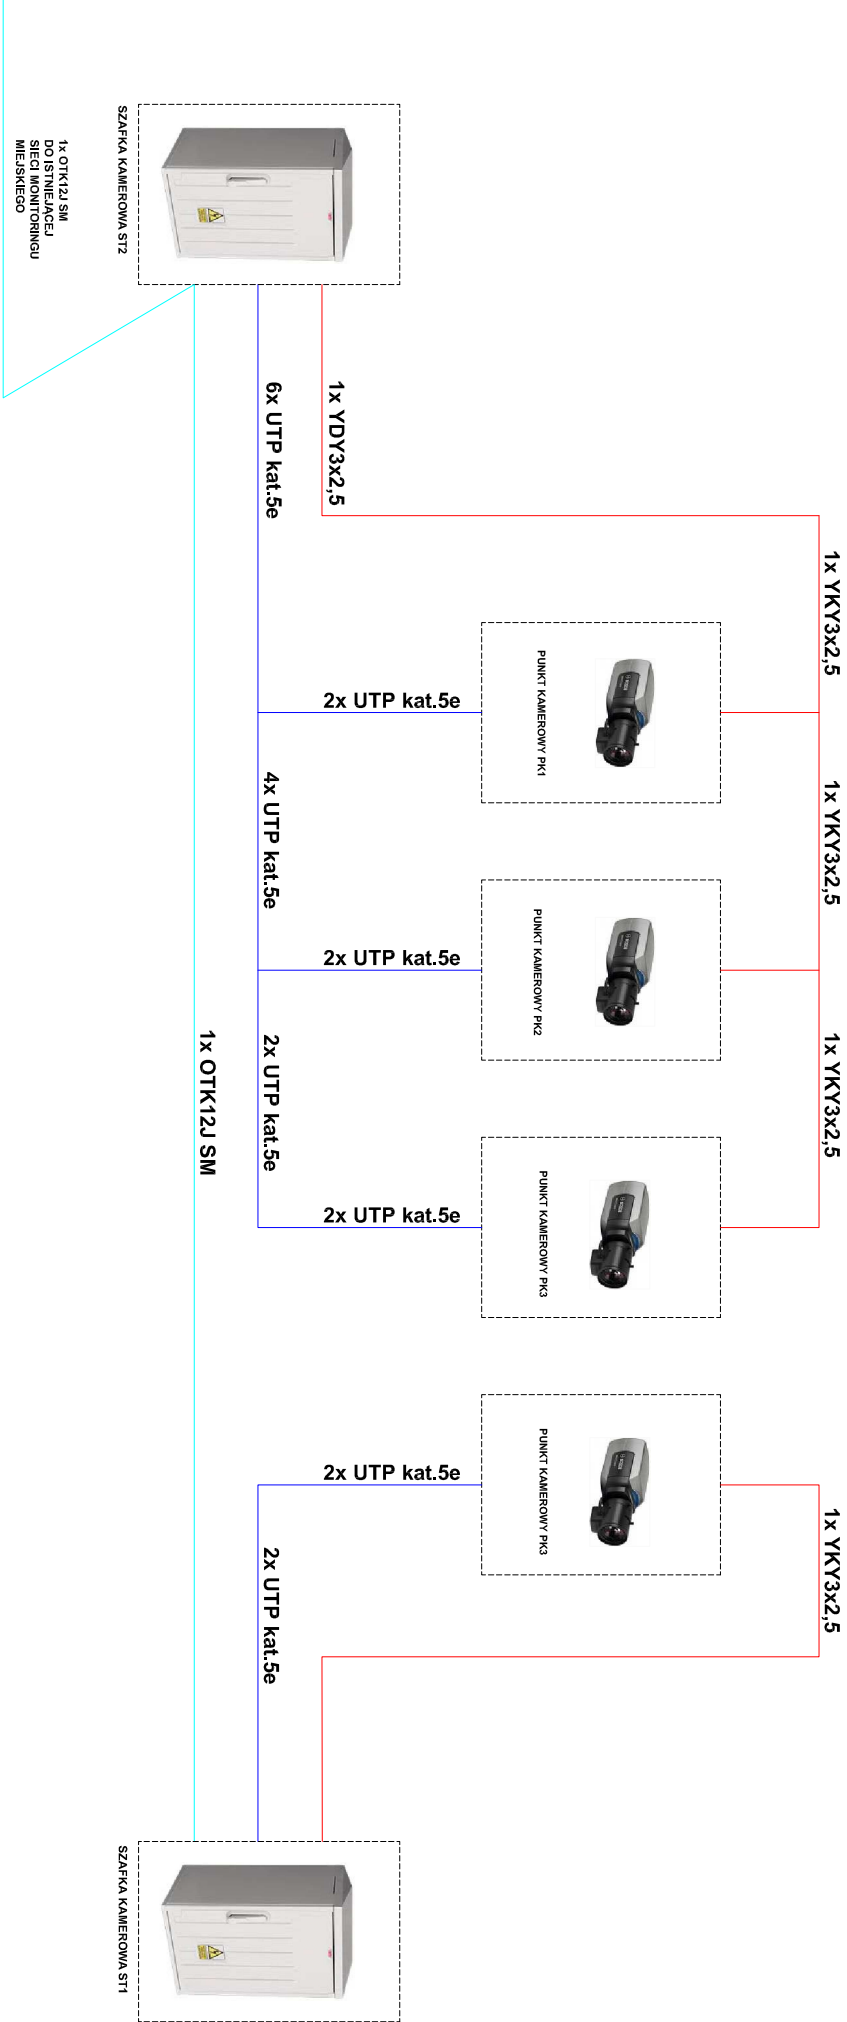 1x OTK12J SM
DO ISTNIEJĄCEJ
SIECI MONITORINGU
MIEJSKIEGO
SZAFKA KAMEROWA ST2
1x YDY3x2,5
6x UTP kat.5e
1x YKY3x2,5
PUNKT KAMEROWY PK1
2x UTP kat.5e
1x YKY3x2,5
4x UTP kat.5e
PUNKT KAMEROWY PK2
2x UTP kat.5e
1x YKY3x2,5
2x UTP kat.5e
1x OTK12J SM
PUNKT KAMEROWY PK3
2x UTP kat.5e
PUNKT KAMEROWY PK3
2x UTP kat.5e
1x YKY3x2,5
2x UTP kat.5e
SZAFKA KAMEROWA ST1